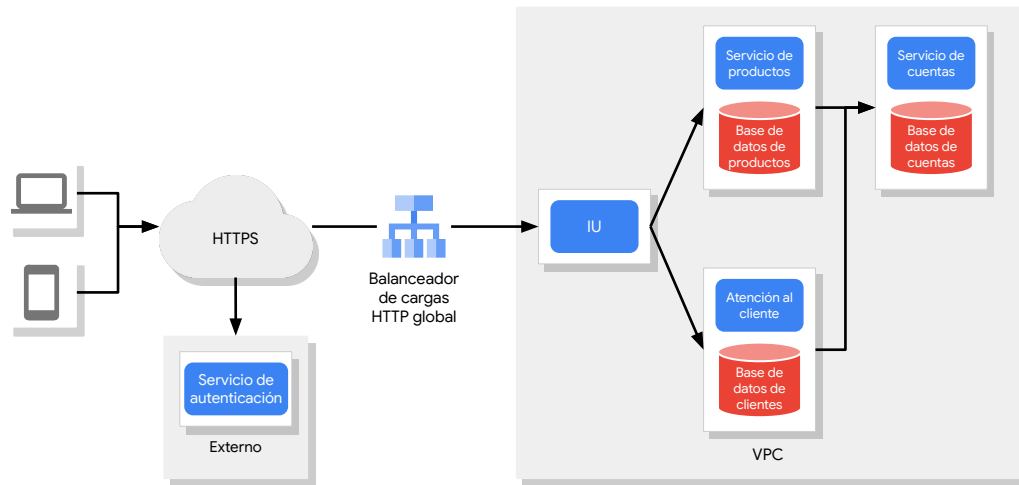 HTTPS
Servicio de
autenticación
Externo
Balanceador
de cargas
HTTP global
IU
Servicio de
productos
Base de
datos de
productos
Servicio de
cuentas
Base de
datos de
cuentas
Atención al
cliente
Base de
datos de
clientes
VPC